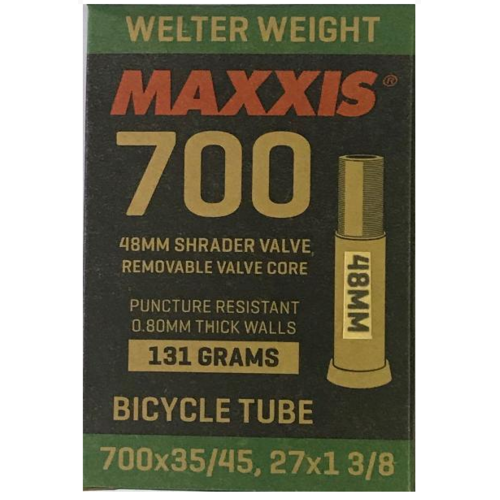 WELTER WEIGHT
MAXXIS®
700
48MM SHRADER VALVE,
REMOVABLE VALVE CORE
48MM
PUNCTURE RESISTANT
0.80MM THICK WALLS
131 GRAMS
BICYCLE TUBE
700x35/45, 27x1 3/8